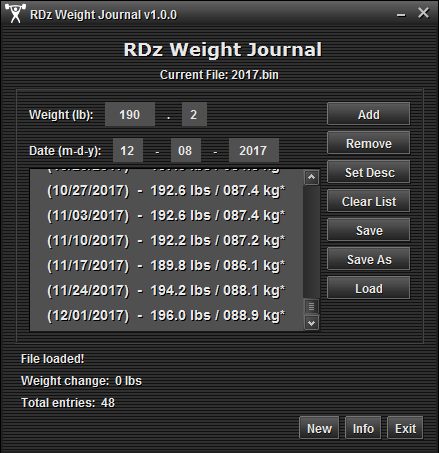 RDz Weight Journal v1.0.0
RDz Weight Journal
Current File: 2017.bin
Weight (lb): 190 . 2
Add
Remove
Date (m-d-y): 12 - 08 - 2017
Set Desc
(10/27/2017) - 192.6 lbs / 087.4 kg*
Clear List
(11/03/2017) - 192.6 lbs / 087.4 kg*
Save
(11/10/2017) - 192.2 lbs / 087.2 kg*
Save As
(11/17/2017) - 189.8 lbs / 086.1 kg*
Load
(11/24/2017) - 194.2 lbs / 088.1 kg*
(12/01/2017) - 196.0 lbs / 088.9 kg*
File loaded!
Weight change: 0 lbs
Total entries: 48
New Info Exit